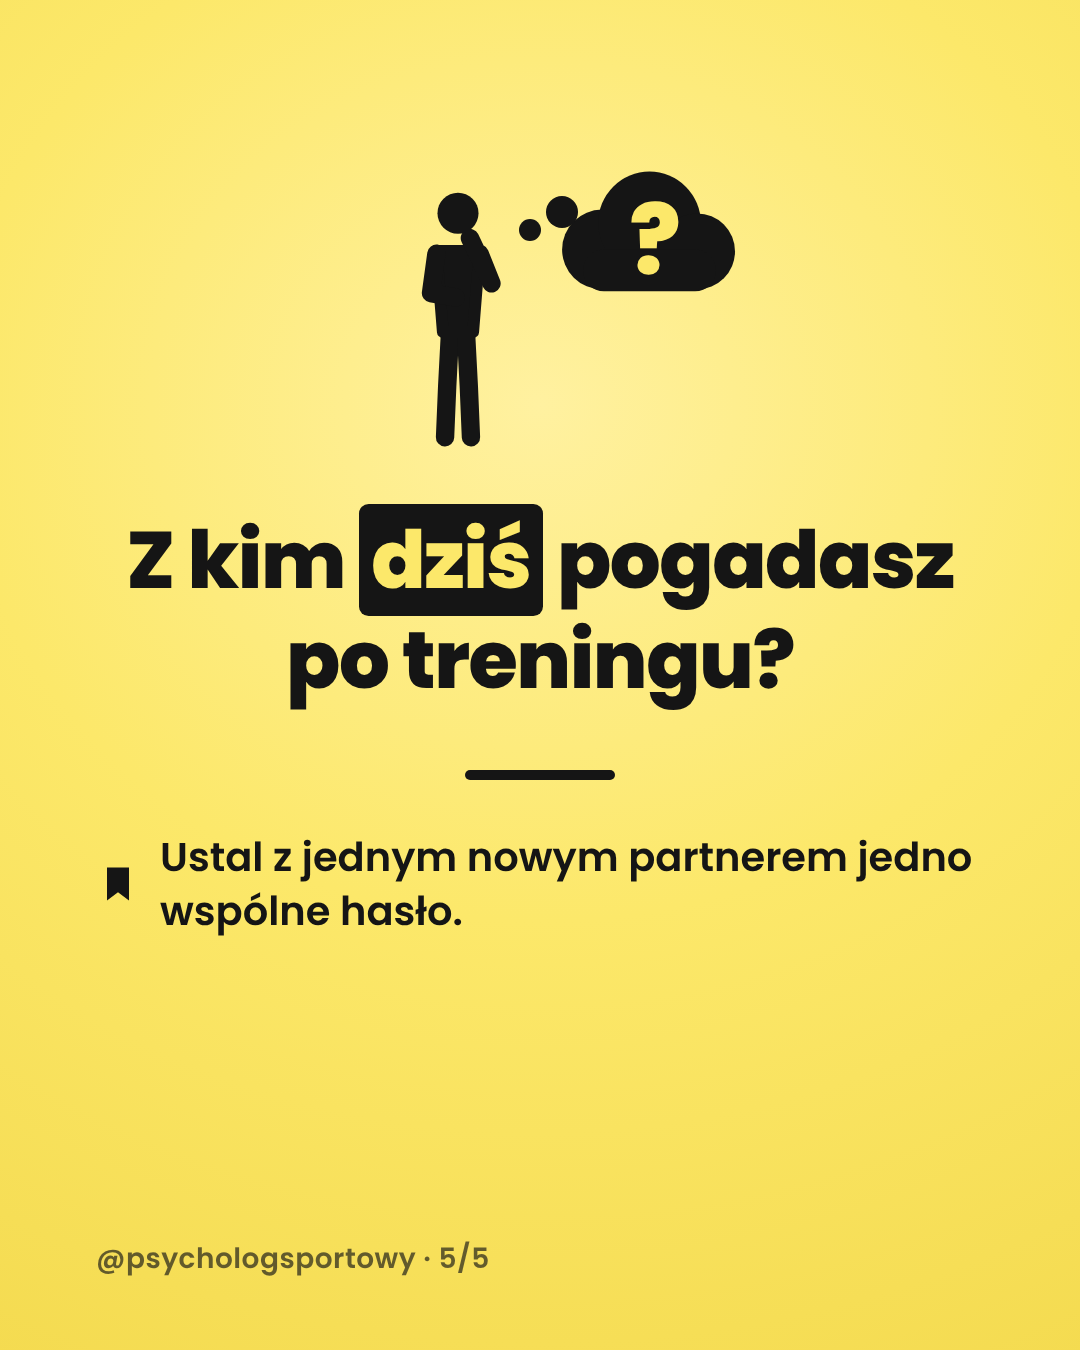 ?
Z kim dziś pogadasz
po treningu?
Ustal z jednym nowym partnerem jedno
wspólne hasło.
@psychologsportowy · 5/5